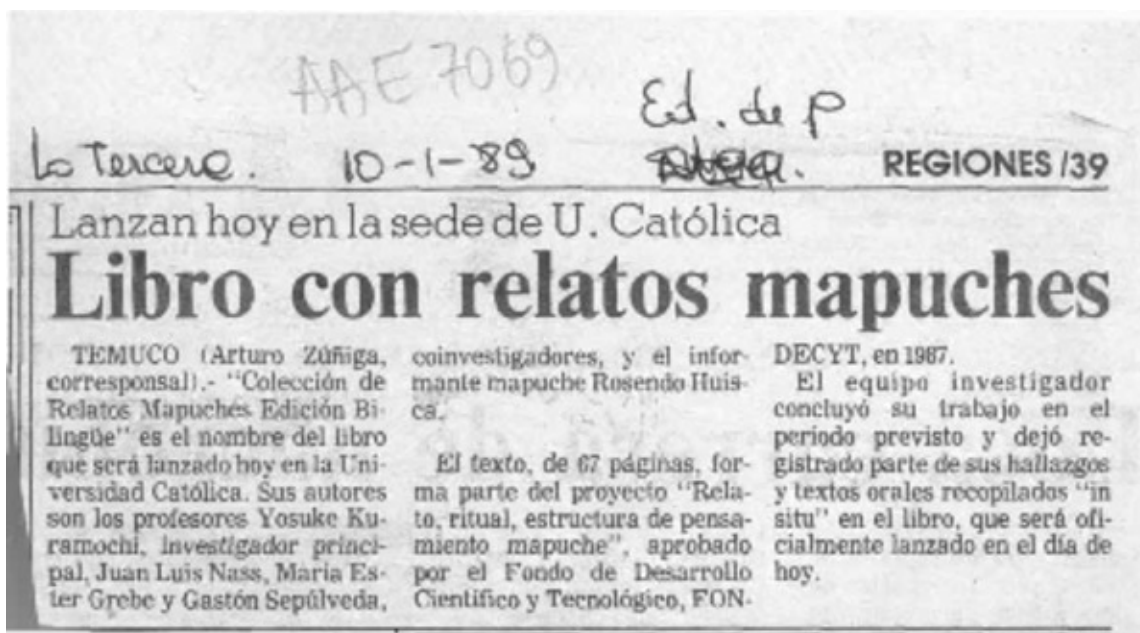 AAE 7069
La Tercera. 10-1-89 Ed. de P
REGIONES /39
Lanzan hoy en la sede de U. Católica
Libro con relatos mapuches
TEMUCO (Arturo Zúñiga,
corresponsal).- "Colección de
Relatos Mapuches Edición Bi-
lingüe" es el nombre del libro
que será lanzado hoy en la Uni-
versidad Católica. Sus autores
son los profesores Yosuke Ku-
ramochi, investigador princi-
pal, Juan Luis Nass, María Es-
ter Grebe y Gastón Sepúlveda,
coinvestigadores, y el infor-
mante mapuche Rosendo Huis-
ca.
El texto, de 67 páginas, for-
ma parte del proyecto "Rela-
to, ritual, estructura de pensa-
miento mapuche", aprobado
por el Fondo de Desarrollo
Científico y Tecnológico, FON-
DECYT, en 1987.
El equipo investigador
concluyó su trabajo en el
período previsto y dejó re-
gistrado parte de sus hallazgos
y textos orales recopilados "in
situ" en el libro, que será ofi-
cialmente lanzado en el día de
hoy.